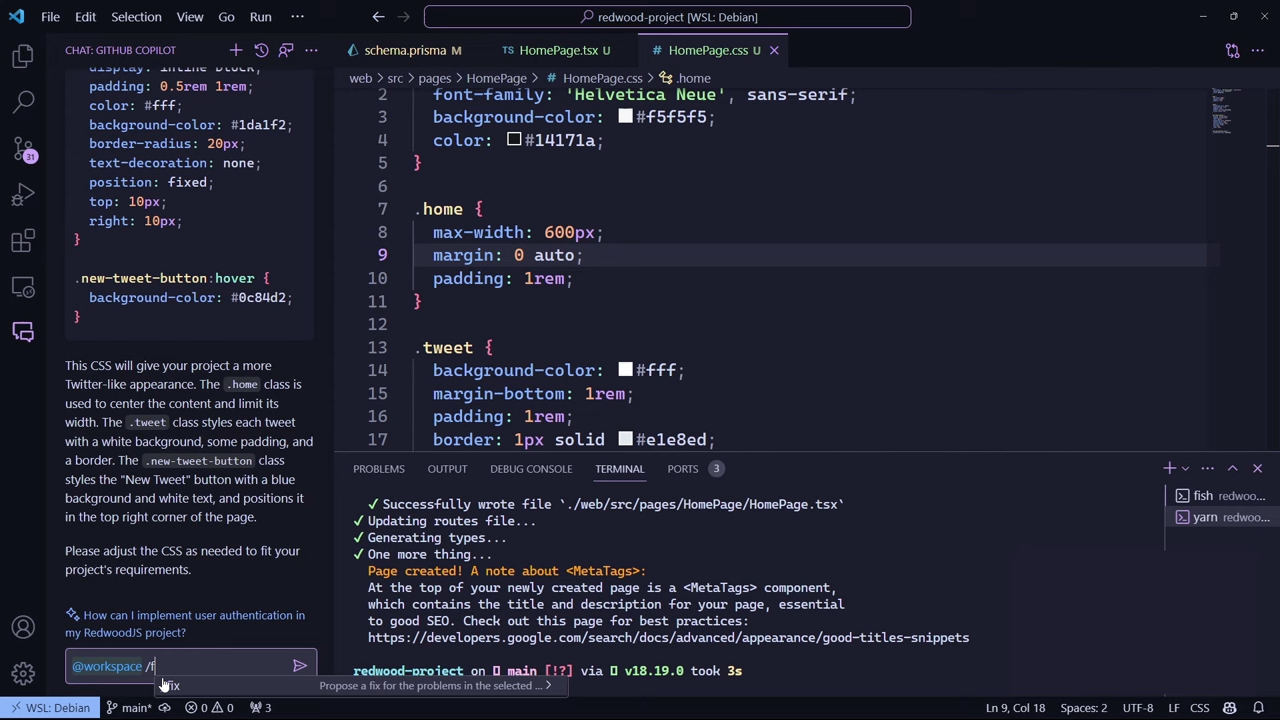 File Edit Selection View Go Run ···
redwood-project [WSL: Debian]
CHAT: GITHUB COPILOT
schema.prisma M
TS HomePage.tsx U
# HomePage.css U
web > src > pages > HomePage > # HomePage.css > .home
padding: 0.5rem 1rem;
color: #fff;
background-color: #1da1f2;
border-radius: 20px;
text-decoration: none;
position: fixed;
top: 10px;
right: 10px;
}
.new-tweet-button:hover {
background-color: #0c84d2;
}
This CSS will give your project a more
Twitter-like appearance. The .home class is
used to center the content and limit its
width. The .tweet class styles each tweet
with a white background, some padding, and
a border. The .new-tweet-button class
styles the "New Tweet" button with a blue
background and white text, and positions it
in the top right corner of the page.
Please adjust the CSS as needed to fit your
project's requirements.
How can I implement user authentication in
my RedwoodJS project?
@workspace /f
fix Propose a fix for the problems in the selected ...
31
2 font-family: 'Helvetica Neue', sans-serif;
3 background-color: #f5f5f5;
4 color: #14171a;
5 }
6
7 .home {
8 max-width: 600px;
9 margin: 0 auto;
10 padding: 1rem;
11 }
12
13 .tweet {
14 background-color: #fff;
15 margin-bottom: 1rem;
16 padding: 1rem;
17 border: 1px solid #e1e8ed;
PROBLEMS OUTPUT DEBUG CONSOLE TERMINAL PORTS 3
✓ Successfully wrote file `./web/src/pages/HomePage/HomePage.tsx`
✓ Updating routes file...
✓ Generating types...
✓ One more thing...
Page created! A note about <MetaTags>:
At the top of your newly created page is a <MetaTags> component,
which contains the title and description for your page, essential
to good SEO. Check out this page for best practices:
https://developers.google.com/search/docs/advanced/appearance/good-titles-snippets
redwood-project on main [!?] via v18.19.0 took 3s
fish redwoo...
yarn redwoo...
WSL: Debian main* 0 0 3
Ln 9, Col 18 Spaces: 2 UTF-8 LF CSS